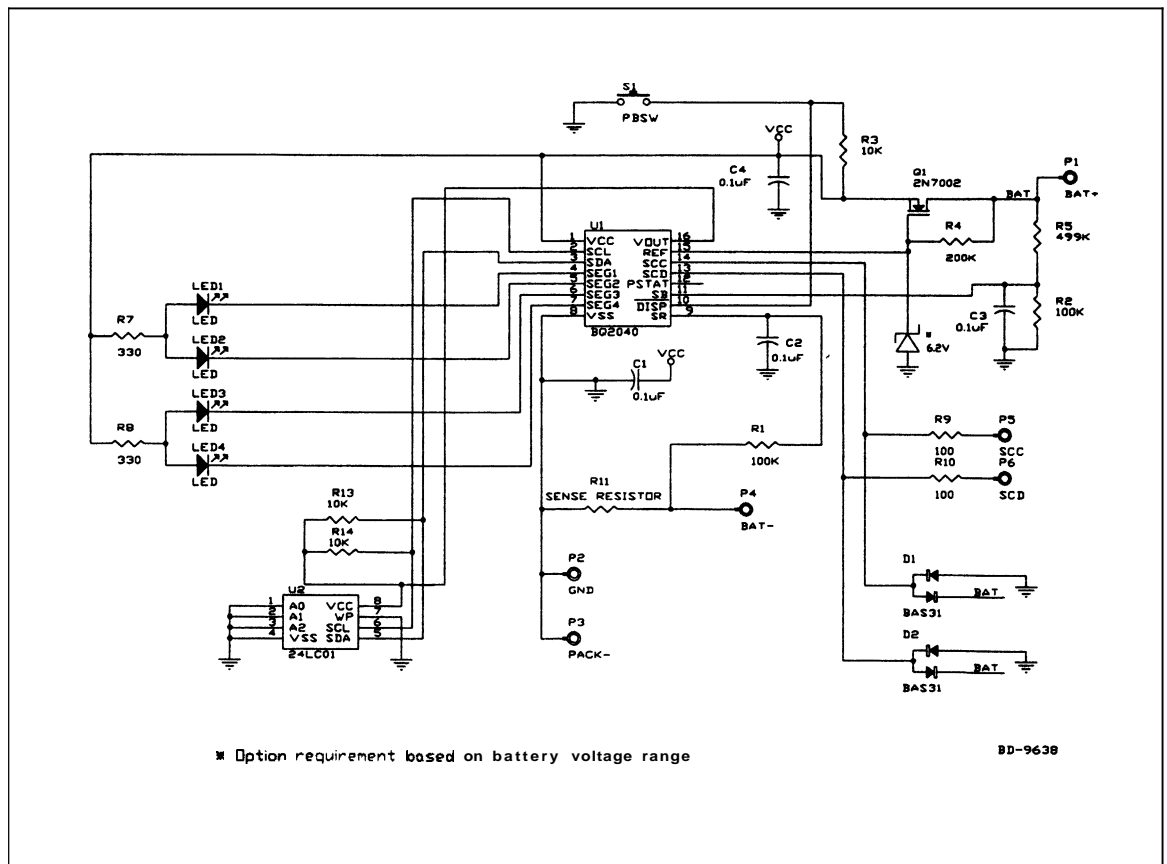 S1
PBSW
VCC
R3
10K
C4
0.1uF
Q1
2N7002
P1
BAT
BAT+
R4
200K
R5
499K
U1
1 VCC VOUT 16
2 SCL REF 15
3 SDA SCC 14
4 SEG1 SCD 13
5 SEG2 PSTAT 12
6 SEG3 SB 11
7 SEG4 DISP 10
8 VSS SR 9
BQ2040
LED1
LED
R7
330
LED2
LED
LED3
LED
R8
330
LED4
LED
C3
0.1uF
R2
100K
*
6.2V
C2
0.1uF
VCC
C1
0.1uF
R1
100K
R9
100
P5
SCC
R10
100
P6
SCD
R11
SENSE RESISTOR
P4
BAT-
R13
10K
R14
10K
P2
GND
P3
PACK-
U2
1 A0 VCC 8
2 A1 WP 7
3 A2 SCL 6
4 VSS SDA 5
24LC01
D1
BAT
BAS31
D2
BAT
BAS31
* Option requirement based on battery voltage range
BD-9638